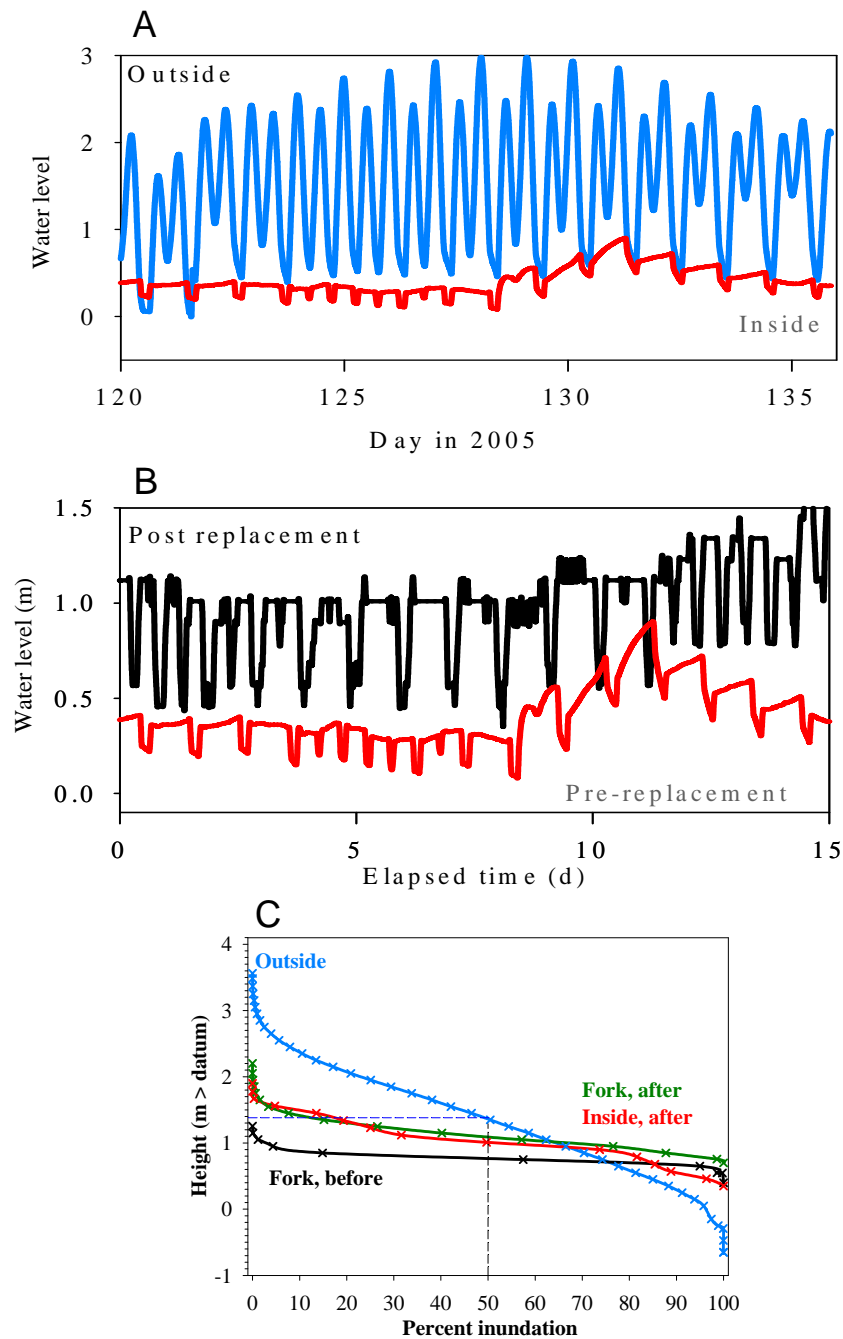 A
3
Outside
2
Water level
1
0
Inside
120 125 130 135
Day in 2005
B
1.5
Post replacement
1.0
Water level (m)
0.5
0.0
Pre-replacement
0 5 10 15
Elapsed time (d)
C
4
Outside
3
2
Fork, after
Inside, after
Height (m > datum)
1
Fork, before
0
-1
0 10 20 30 40 50 60 70 80 90 100
Percent inundation